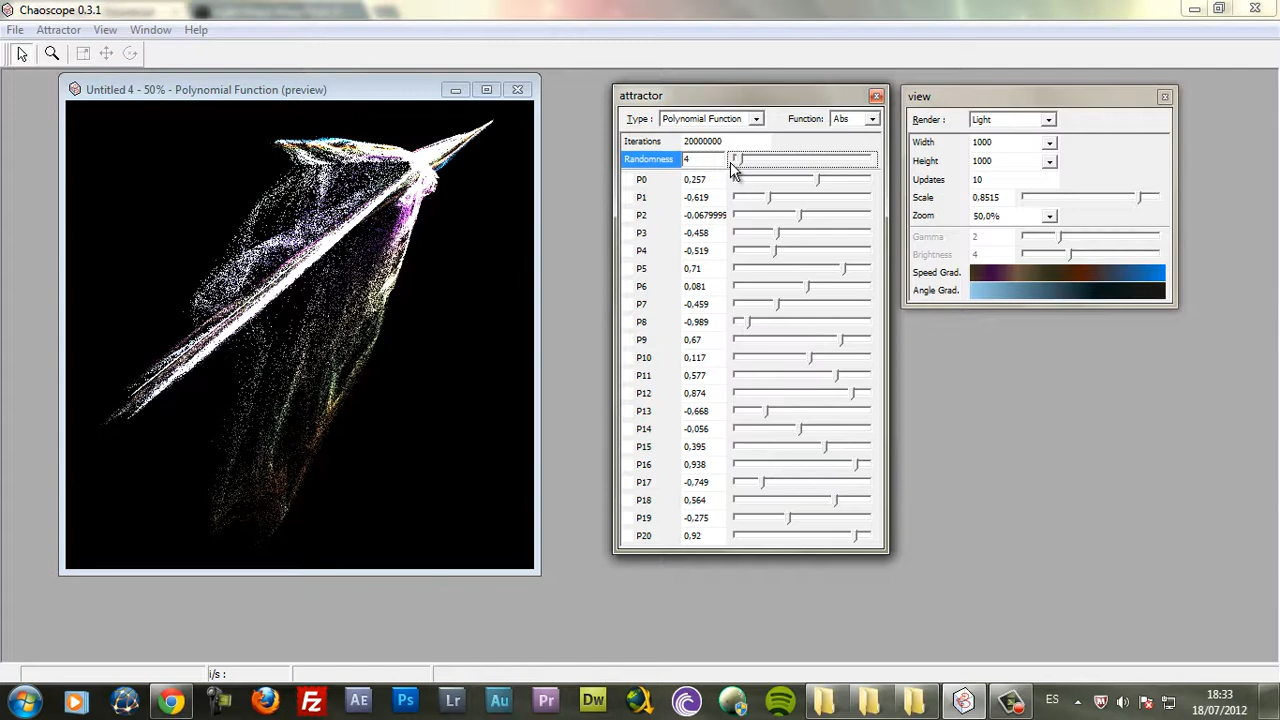 Chaoscope 0.3.1
File Attractor View Window Help
Untitled 4 - 50% - Polynomial Function (preview)
attractor
Type : Polynomial Function Function: Abs
Iterations 20000000
Randomness 4
P0 0,257
P1 -0,619
P2 -0,0679999
P3 -0,458
P4 -0,519
P5 0,71
P6 0,081
P7 -0,459
P8 -0,989
P9 0,67
P10 0,117
P11 0,577
P12 0,874
P13 -0,668
P14 -0,056
P15 0,395
P16 0,938
P17 -0,749
P18 0,564
P19 -0,275
P20 0,92
view
Render : Light
Width 1000
Height 1000
Updates 10
Scale 0,8515
Zoom 50,0%
Gamma 2
Brightness 4
Speed Grad.
Angle Grad.
i/s :
AE Ps Lr Au Pr Dw
ES
18:33
18/07/2012